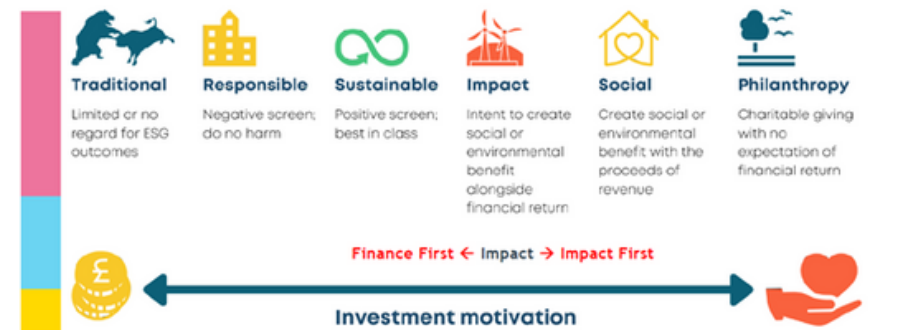 Traditional
Limited or no
regard for ESG
outcomes
Responsible
Negative screen;
do no harm
Sustainable
Positive screen;
best in class
Impact
Intent to create
social or
environmental
benefit
alongside
financial return
Social
Create social or
environmental
benefit with the
proceeds of
revenue
Philanthropy
Charitable giving
with no
expectation of
financial return
Finance First ← Impact → Impact First
£
Investment motivation